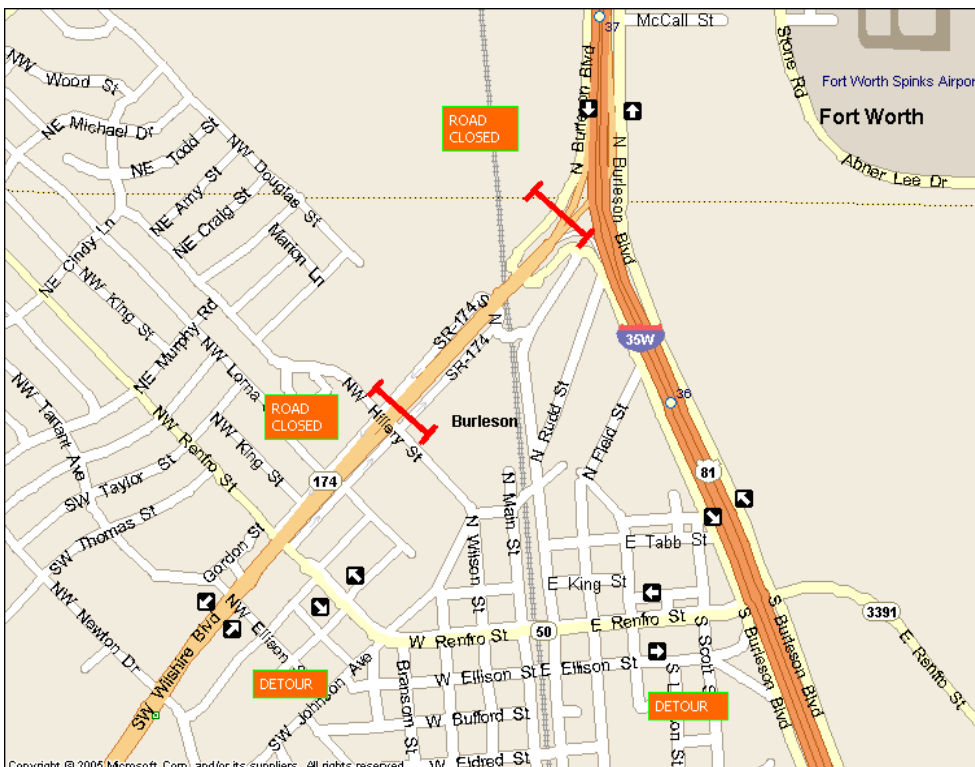 37
McCall St
Stone Rd
Fort Worth Spinks Airpor
Fort Worth
Abner Lee Dr
NW Wood St
NE Michael Dr
NE Todd St
NW Douglas St
NE Amy St
NE Craig St
Marion Ln
NE Cindy Ln
NW King St
NE Murphy Rd
NW Lorna
ROAD
CLOSED
N Burleson Blvd
N Burleson Blvd
SR-174 S
SR-174
N
35W
36
ROAD
CLOSED
NW Hillery St
Burleson
N Rudd St
N Field St
NW Tarrant Ave
NW Renfro St
NW King St
174
81
SW Taylor St
SW Thomas St
Gordon St
N Main St
N Wilson St
E Tabb St
E King St
NW Newton Dr
NW Ellison St
SW Wilshire Blvd
W Renfro St
50
E Renfro St
3391
E Renfro St
S Burleson Blvd
S Burleson Blvd
S Scott St
DETOUR
SW Johnson Ave
Bransom St
W Ellison St
E Ellison St
DETOUR
W Bufford St
W Eldred St
Copyright © 2005 Microsoft Corp. and/or its suppliers. All rights reserved.